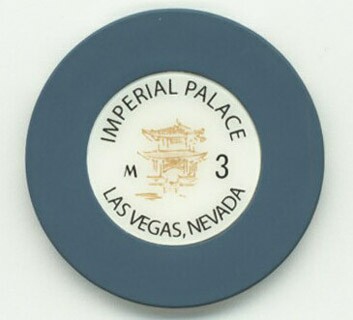 IMPERIAL PALACE
M 3
LAS VEGAS, NEVADA